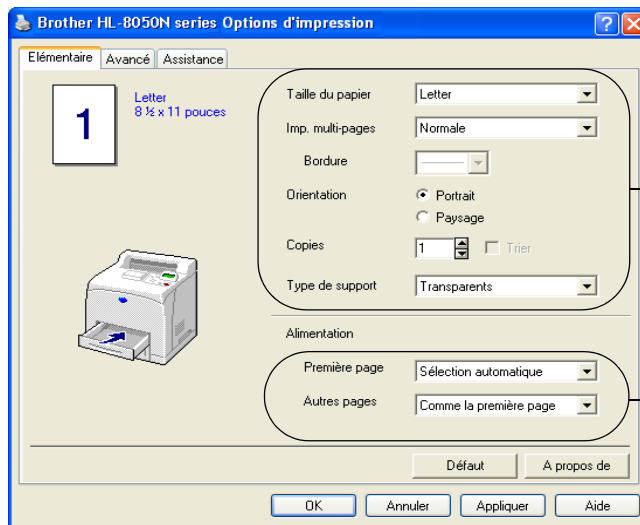 Brother HL-8050N series Options d'impression
Elémentaire Avancé Assistance
1
Letter
8 ½ x 11 pouces
Taille du papier Letter
Imp. multi-pages Normale
Bordure
Orientation Portrait
Paysage
Copies 1 Trier
Type de support Transparents
Alimentation
Première page Sélection automatique
Autres pages Comme la première page
Défaut A propos de
OK Annuler Appliquer Aide